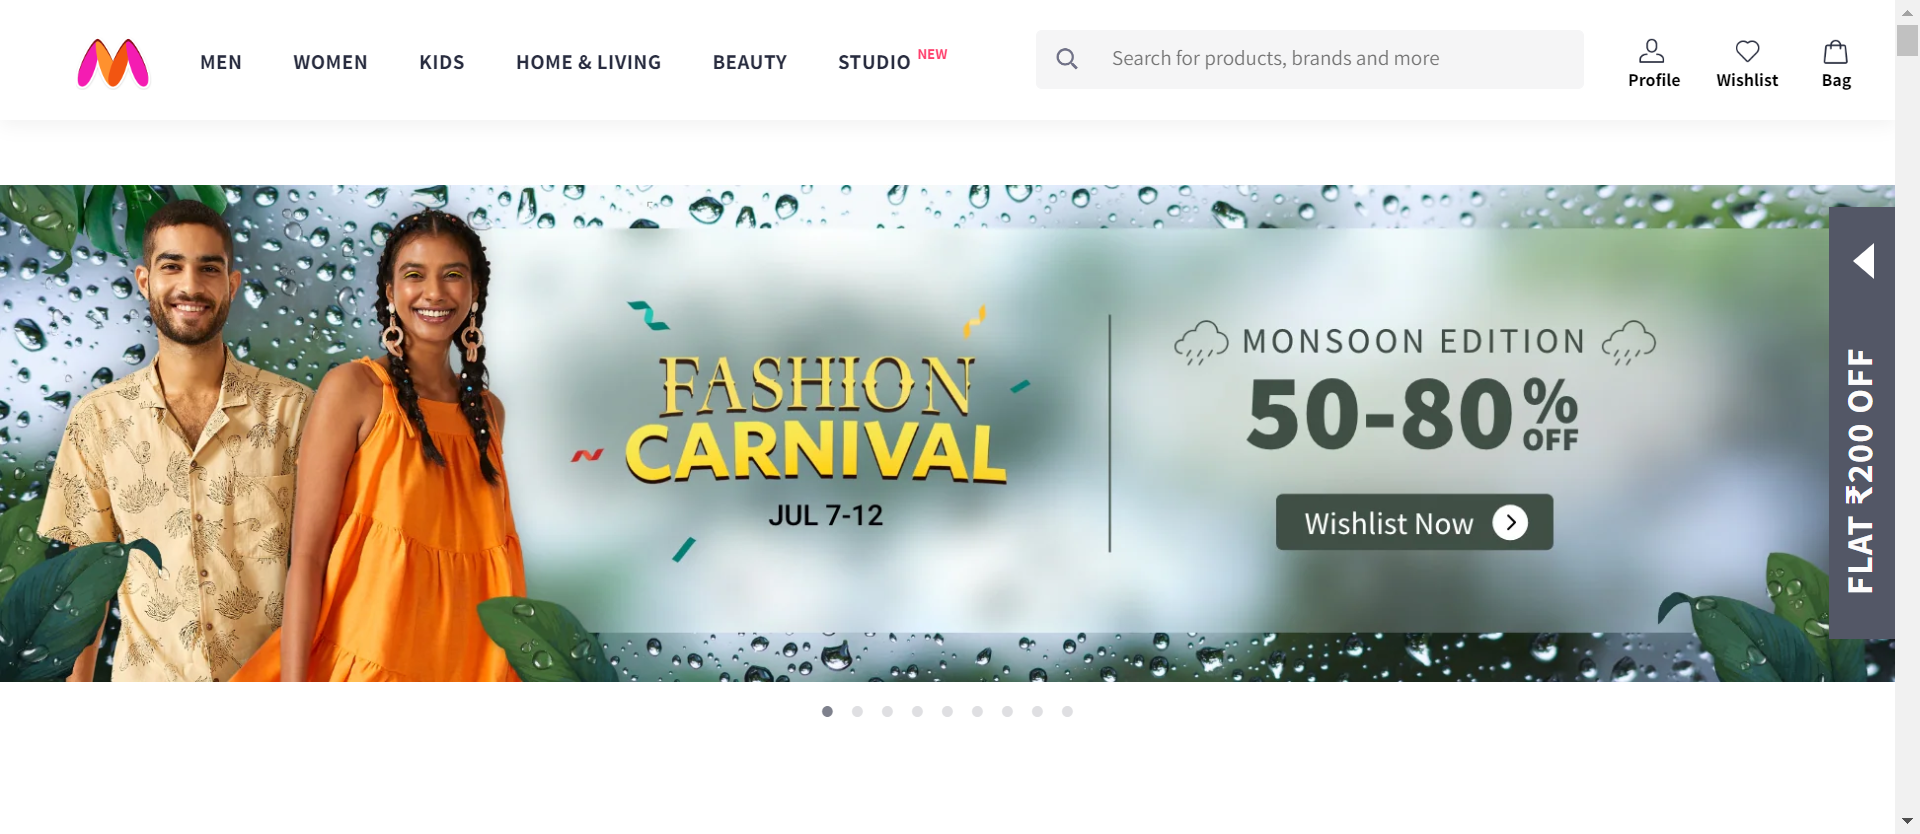 MEN
WOMEN
KIDS
HOME & LIVING
BEAUTY
STUDIO NEW
Search for products, brands and more
Profile
Wishlist
Bag
FASHION
CARNIVAL
JUL 7-12
MONSOON EDITION
50-80% OFF
Wishlist Now
FLAT ₹200 OFF